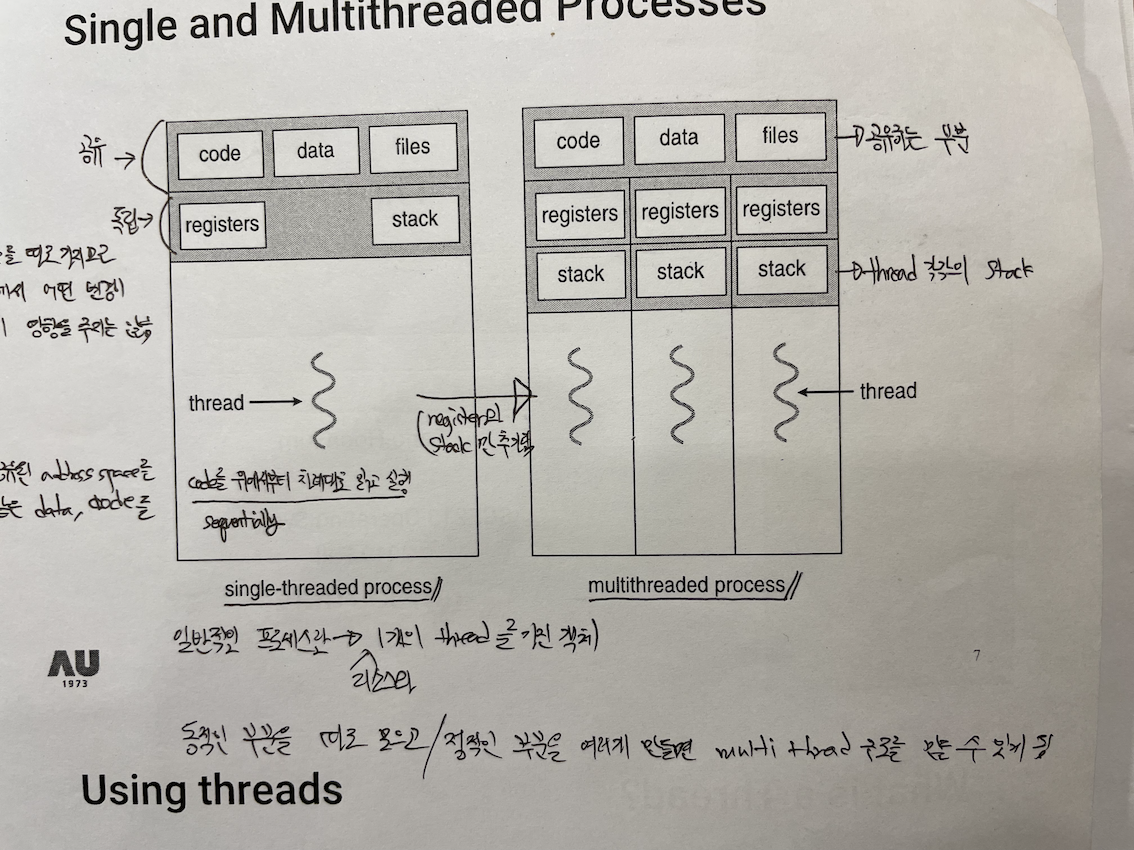 Single and Multithreaded Processes
공유
code data files
code data files
공유하는 부분
독립
registers stack
registers registers registers
stack stack stack
thread 각각의 stack
를 따로 가지므로
에서 어떤 변경이
영향을 주지는 않음
thread
thread
register와
stack만 추가됨
address space를
data, code를
code를 위에서부터 차례대로 읽고 실행
sequentially
single-threaded process
multithreaded process
일반적인 프로세스란 1개의 thread를 가진 객체
리소스와
AU
1973
7
동적인 부분을 따로 모으고 / 정적인 부분을 여러개 만들면 multi thread 구조를 만들 수 있게 됨
Using threads